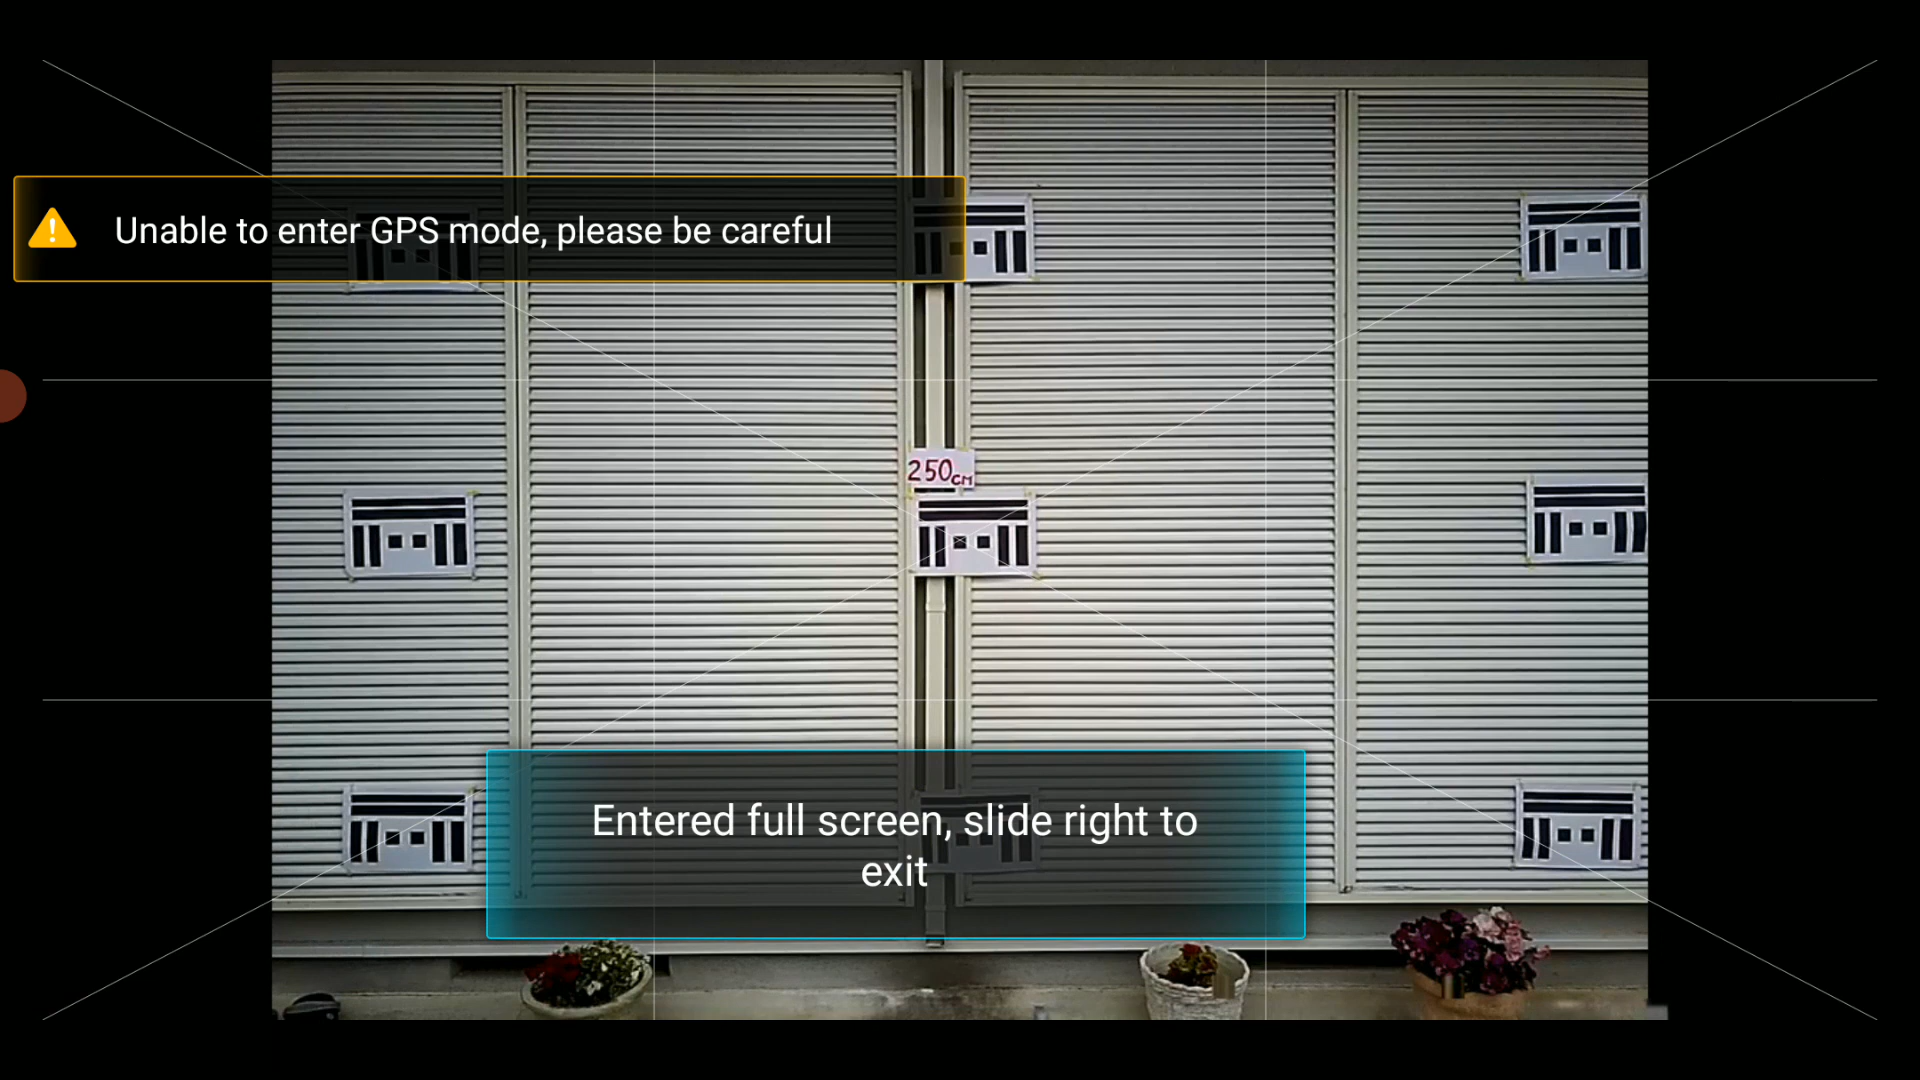 Unable to enter GPS mode, please be careful
250cm
Entered full screen, slide right to
exit